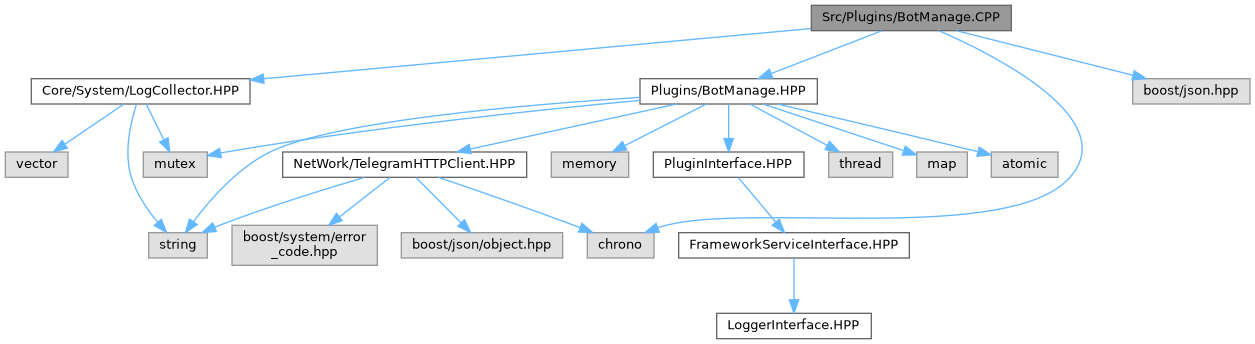 Src/Plugins/BotManage.CPP
Core/System/LogCollector.HPP
Plugins/BotManage.HPP
boost/json.hpp
vector
mutex
NetWork/TelegramHTTPClient.HPP
memory
PluginInterface.HPP
thread
map
atomic
string
boost/system/error
_code.hpp
boost/json/object.hpp
chrono
FrameworkServiceInterface.HPP
LoggerInterface.HPP